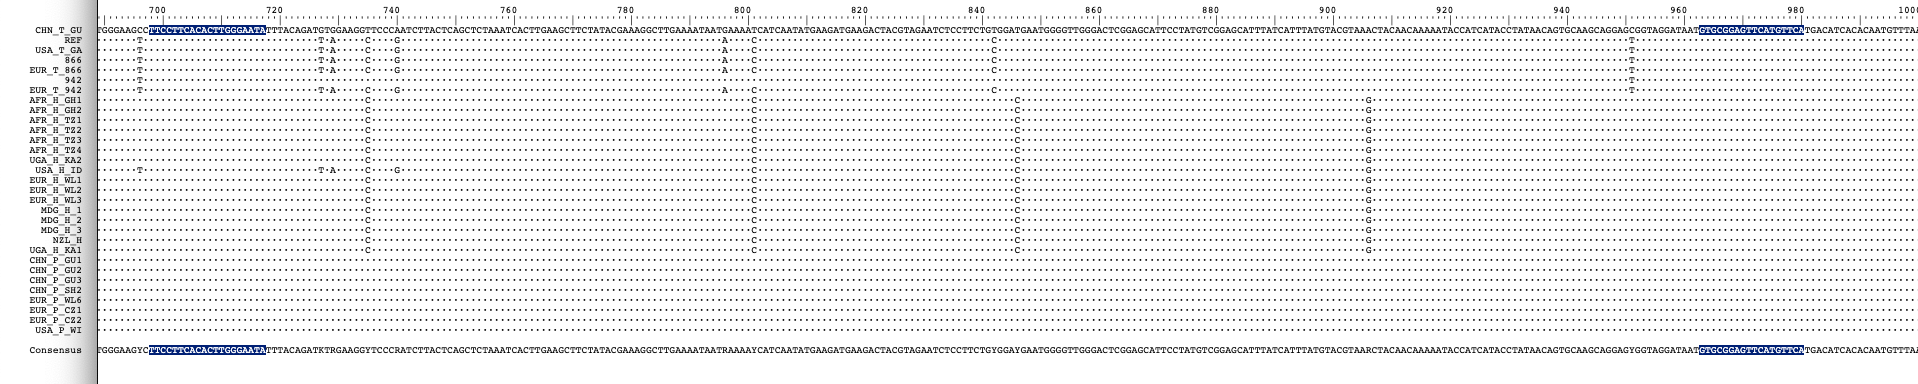 700 720 740 760 780 800 820 840 860 880 900 920 940 960 980 1000
CHN_T_GU TGGGAAGCCTTCCTTCACACTTGGGAATATTTACAGATGTGGAAGGTTCCCAATCTTACTCAGCTCTAAATCACTTGAAGCTTCTATACGAAAGGCTTGAAAATAATGAAAATCATCAATATGAAGATGAAGACTACGTAGAATCTCCTTCTGTGGATGAATGGGGTTGGGACTCGGAGCATTCCTATGTCGGAGCATTTATCATTTATGTACGTAAACTACAACAAAAATACCATCATACCTATAACAGTGCAAGCAGGAGCGGTAGGATAATGTGCGGAGTTCATGTTCATGACATCACACAATGTTTAA
REF T T A C G A C C T
USA_T_GA T T A C G T
866 T T A C G A C C T
EUR_T_866 T T A C G A C C T
942 T T
EUR_T_942 T T A C G A C C T
AFR_H_GH1 C C C G
AFR_H_GH2 C C C G
AFR_H_TZ1 C C C G
AFR_H_TZ2 C C C G
AFR_H_TZ3 C C C G
AFR_H_TZ4 C C C G
UGA_H_KA2 C C C G
USA_H_ID T T A C G C C G
EUR_H_WL1 C C C G
EUR_H_WL2 C C C G
EUR_H_WL3 C C C G
MDG_H_1 C C C G
MDG_H_2 C C C G
MDG_H_3 C C C G
NZL_H C C C G
UGA_H_KA1 C C C G
CHN_P_GU1
CHN_P_GU2
CHN_P_GU3
CHN_P_SH2
EUR_P_WL6
EUR_P_CZ1
EUR_P_CZ2
USA_P_WI
Consensus TGGGAAGYCTTCCTTCACACTTGGGAATATTTACAGATKTRGAAGGYTCCCRATCTTACTCAGCTCTAAATCACTTGAAGCTTCTATACGAAAGGCTTGAAAATAATRAAAAYCATCAATATGAAGATGAAGACTACGTAGAATCTCCTTCTGYGGAYGAATGGGGTTGGGACTCGGAGCATTCCTATGTCGGAGCATTTATCATTTATGTACGTAARCTACAACAAAAATACCATCATACCTATAACAGTGCAAGCAGGAGYGGTAGGATAATGTGCGGAGTTCATGTTCATGACATCACACAATGTTTAA